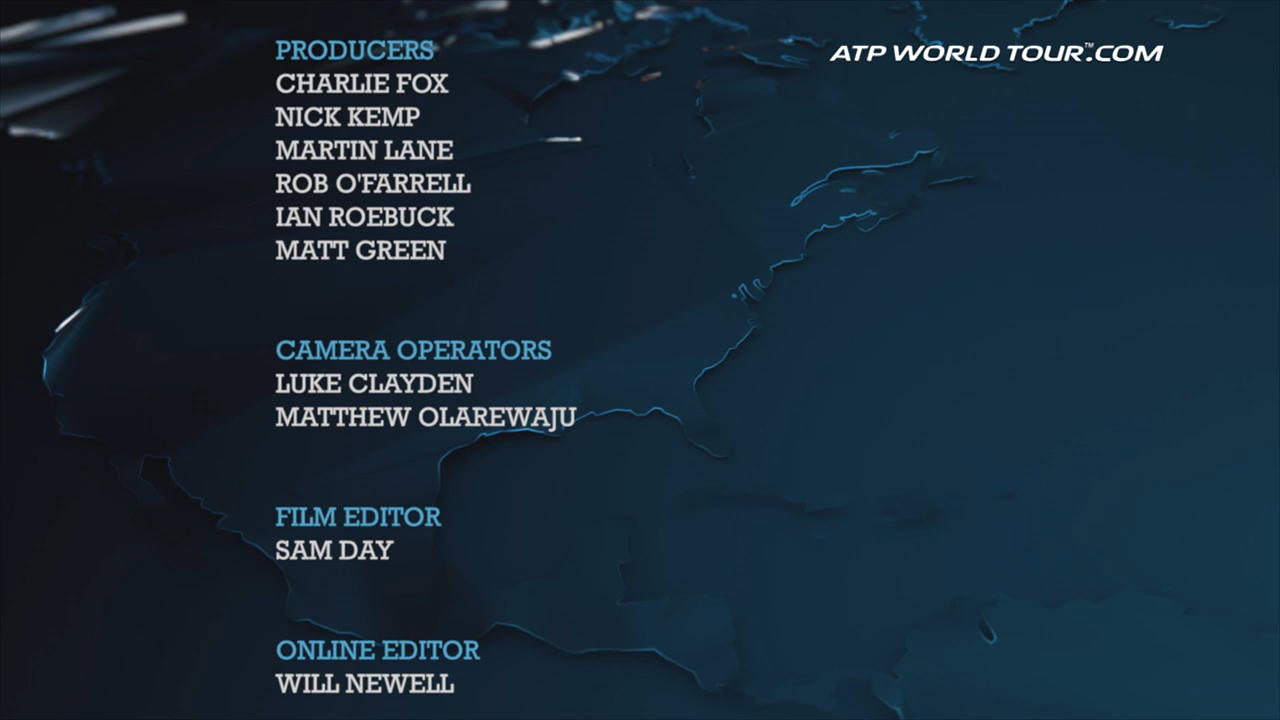 PRODUCERS
CHARLIE FOX
NICK KEMP
MARTIN LANE
ROB O'FARRELL
IAN ROEBUCK
MATT GREEN
CAMERA OPERATORS
LUKE CLAYDEN
MATTHEW OLAREWAJU
FILM EDITOR
SAM DAY
ONLINE EDITOR
WILL NEWELL
ATP WORLD TOUR™.COM